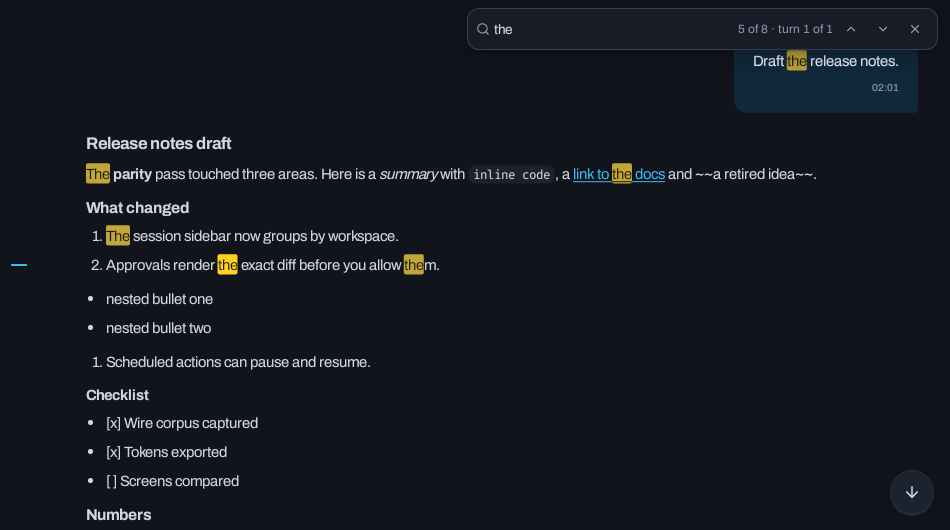 the
5 of 8 · turn 1 of 1
Draft the release notes.
02:01
Release notes draft
The parity pass touched three areas. Here is a summary with inline code, a link to the docs and ~~a retired idea~~.
What changed
1. The session sidebar now groups by workspace.
2. Approvals render the exact diff before you allow them.
• nested bullet one
• nested bullet two
1. Scheduled actions can pause and resume.
Checklist
• [x] Wire corpus captured
• [x] Tokens exported
• [ ] Screens compared
Numbers